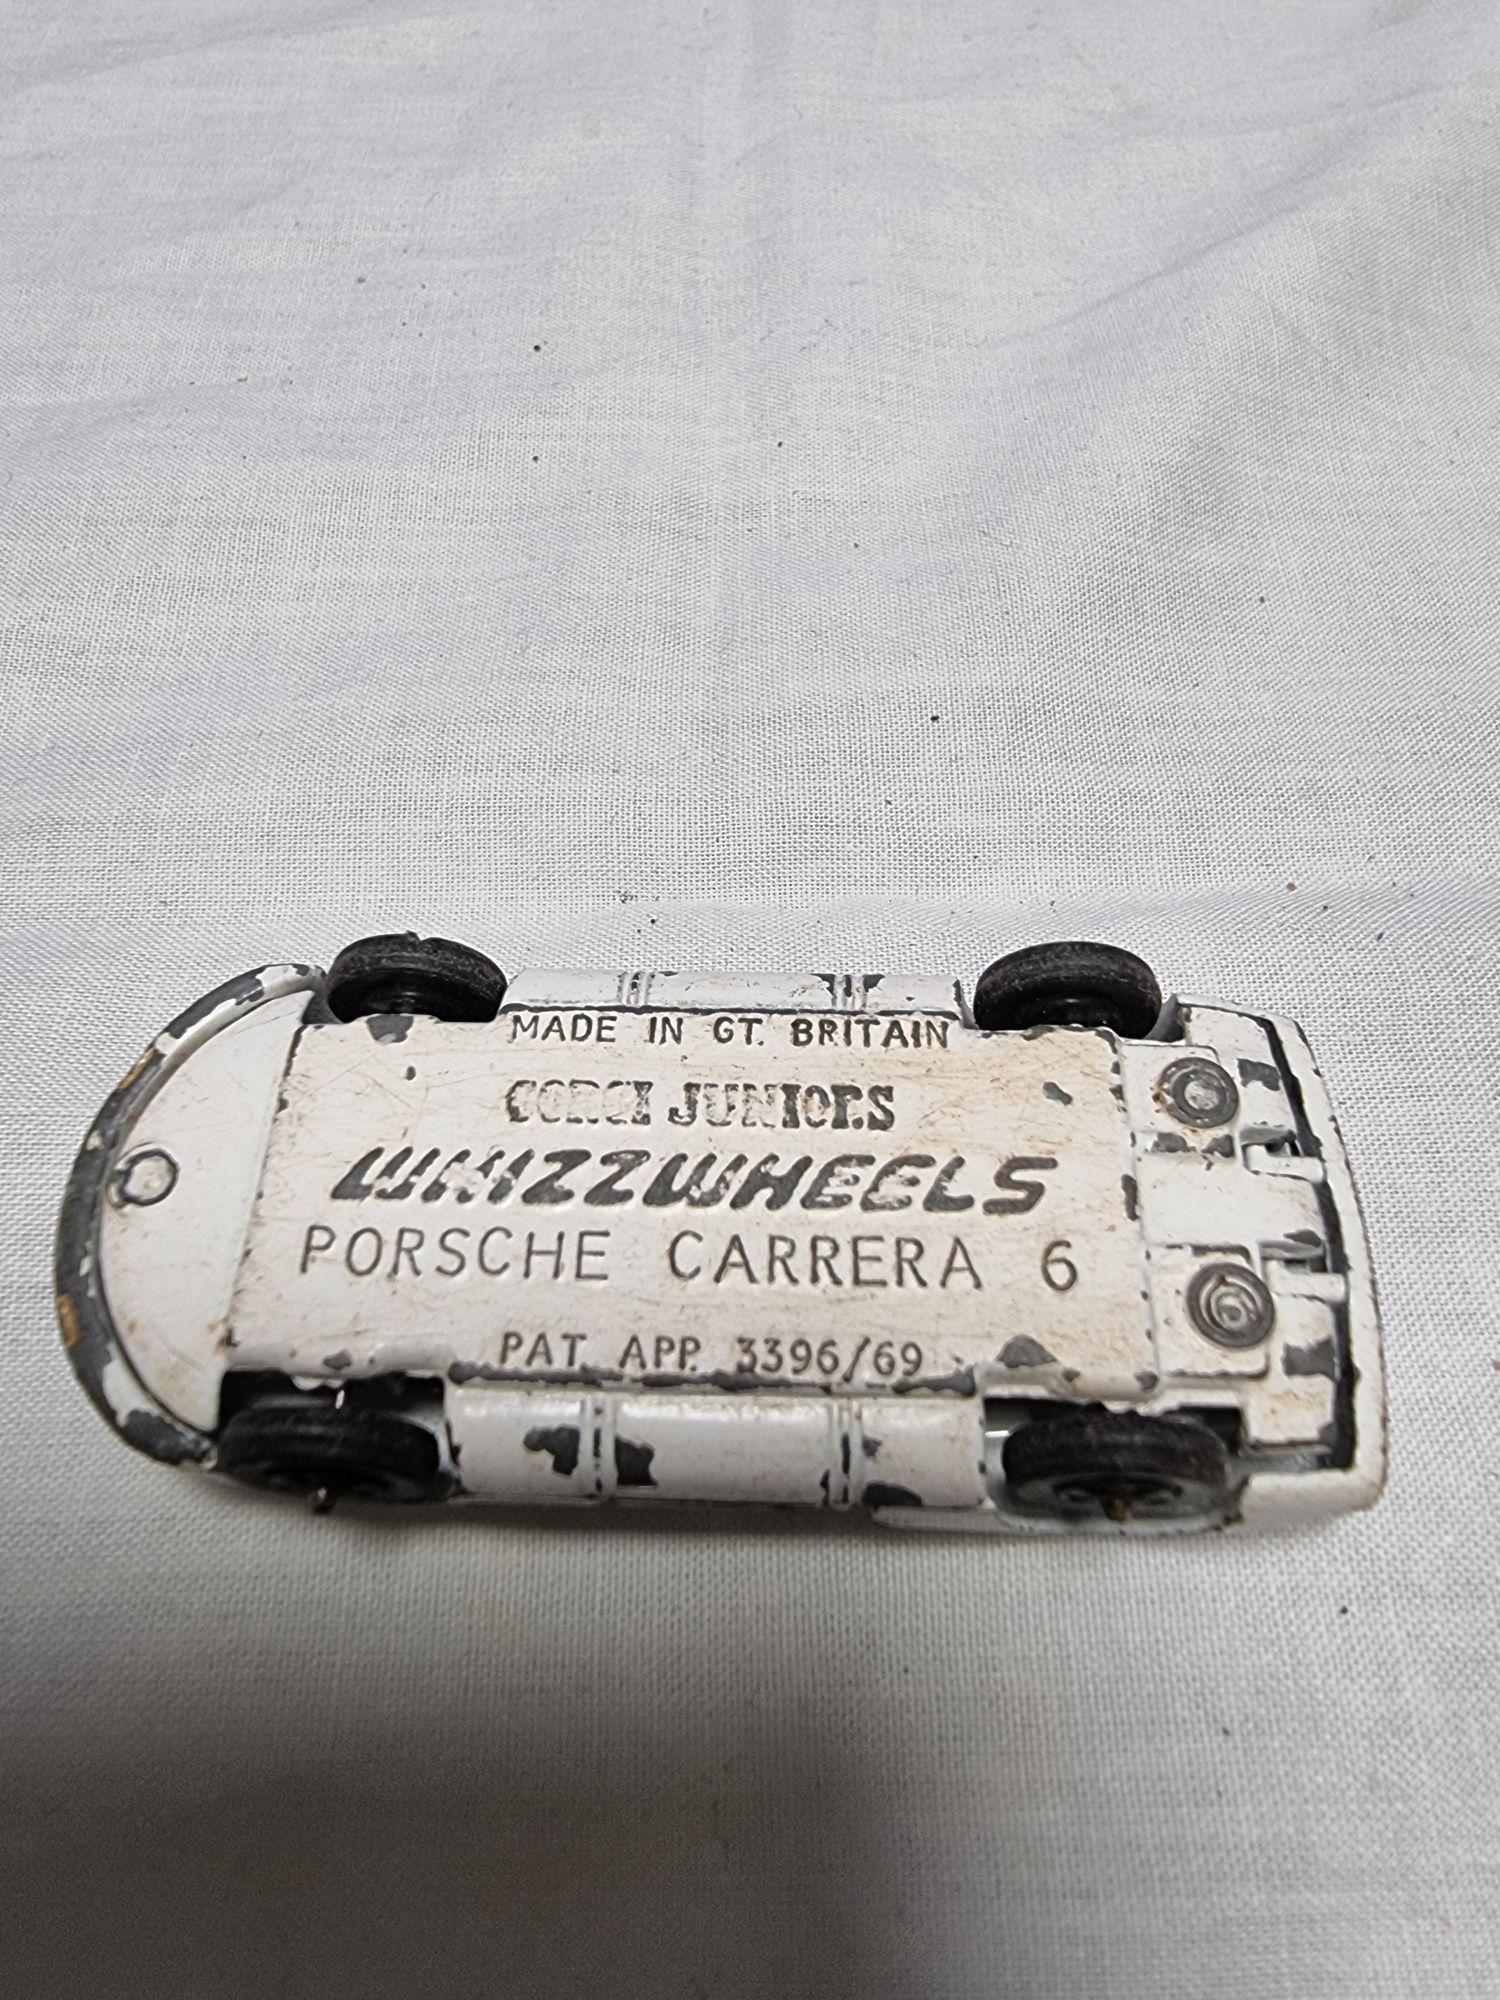 MADE IN GT. BRITAIN
CORGI JUNIORS
WHIZZWHEELS
PORSCHE CARRERA 6
PAT. APP. 3396/69